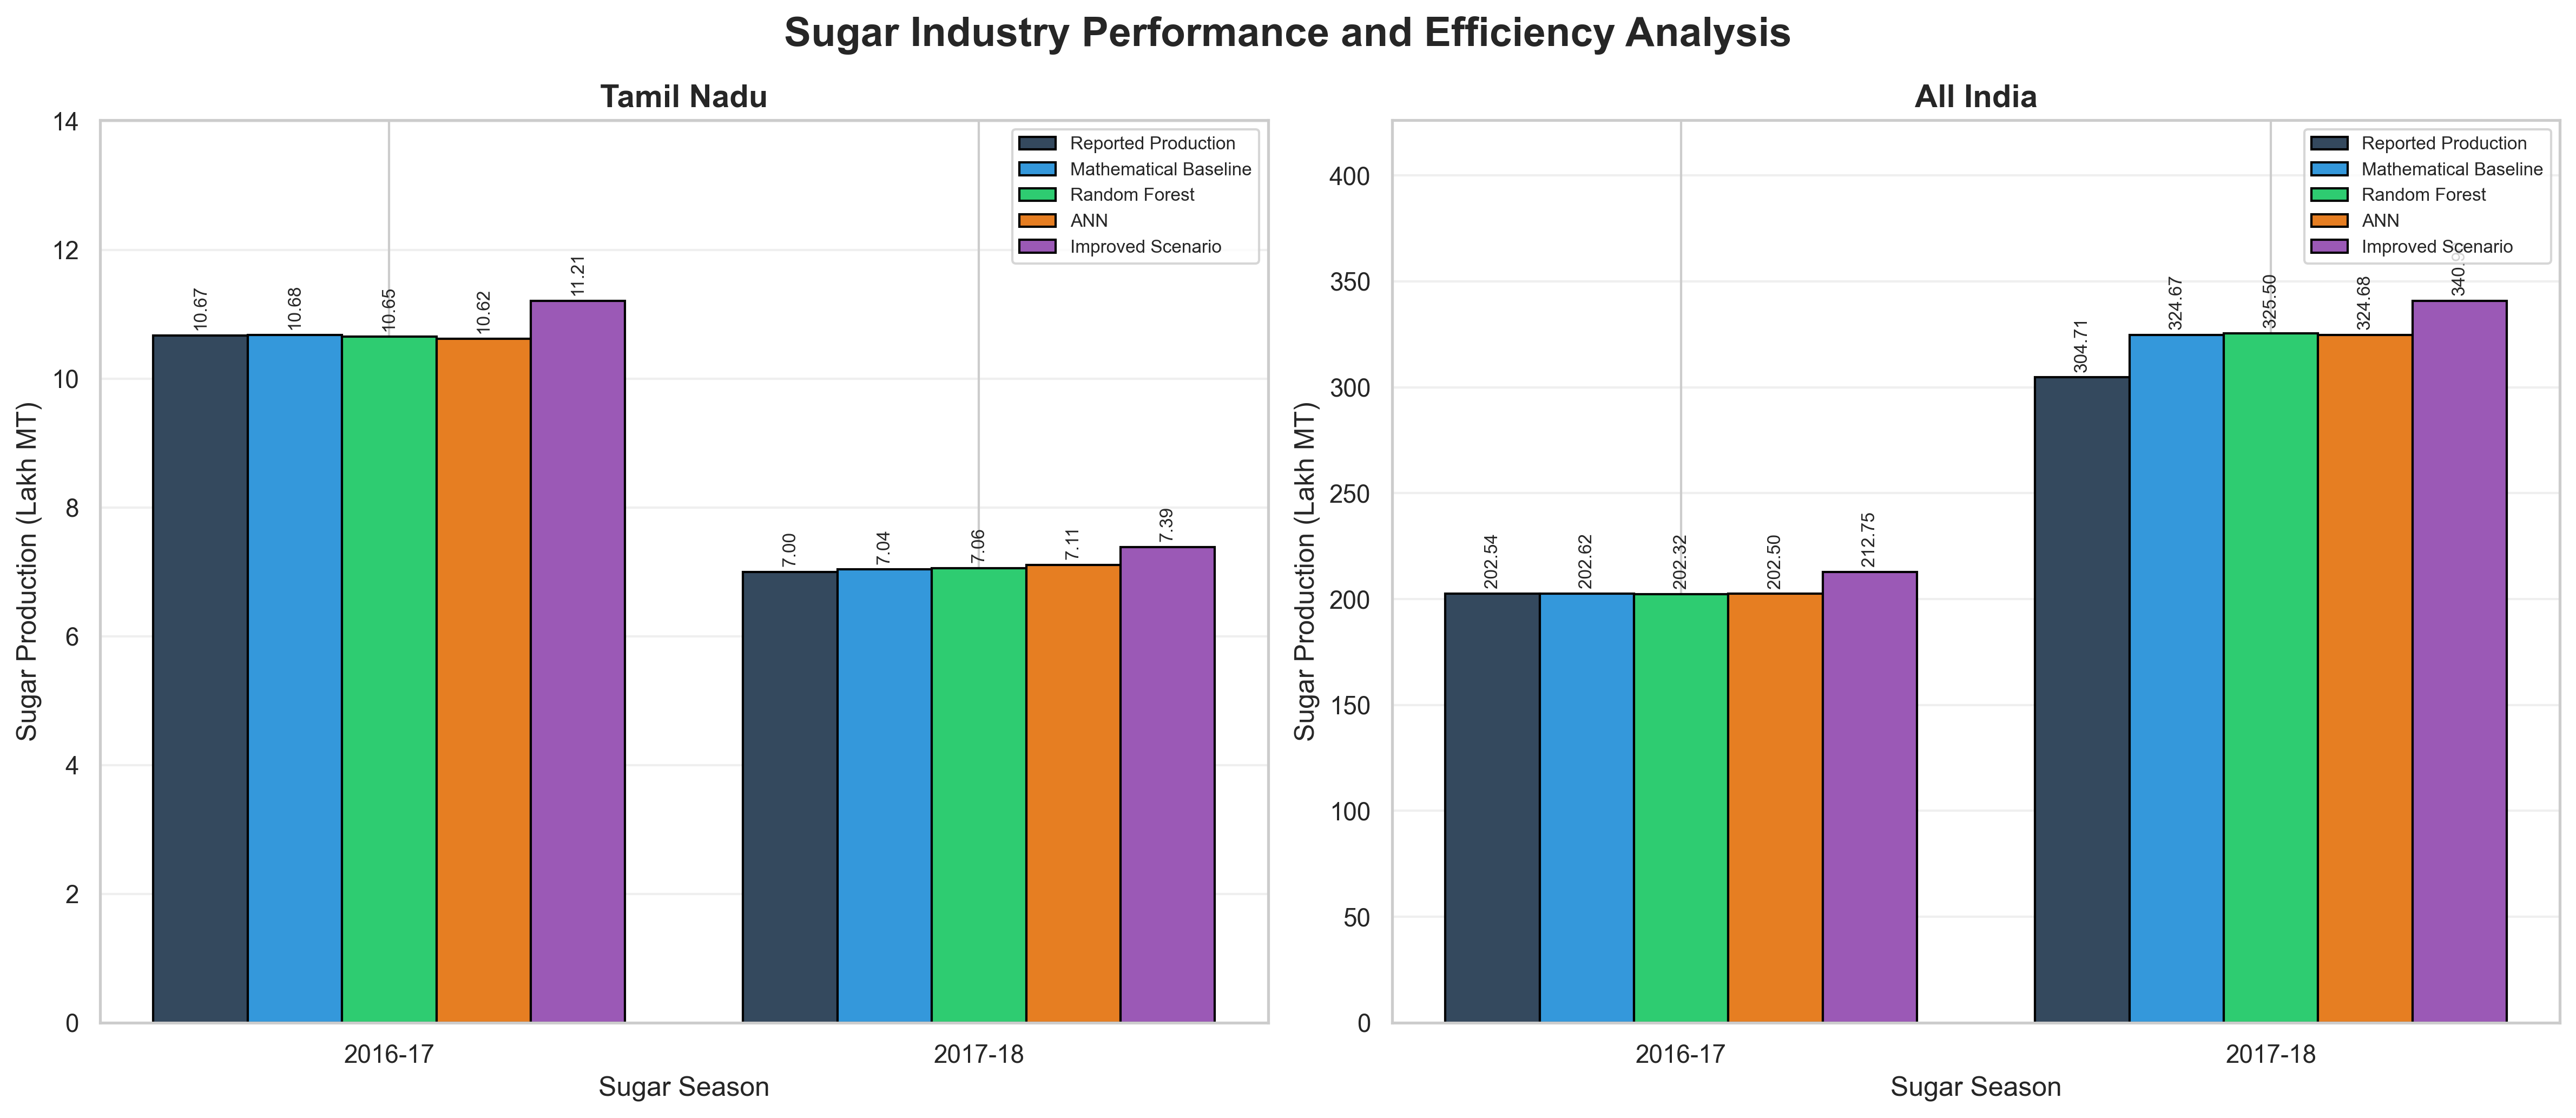 Sugar Industry Performance and Efficiency Analysis
Tamil Nadu
Sugar Production (Lakh MT)
14
12
10
8
6
4
2
0
Reported Production
Mathematical Baseline
Random Forest
ANN
Improved Scenario
10.67
10.68
10.65
10.62
11.21
7.00
7.04
7.06
7.11
7.39
2016-17
2017-18
Sugar Season
All India
Sugar Production (Lakh MT)
400
350
300
250
200
150
100
50
0
Reported Production
Mathematical Baseline
Random Forest
ANN
Improved Scenario
202.54
202.62
202.32
202.50
212.75
304.71
324.67
325.50
324.68
2016-17
2017-18
Sugar Season